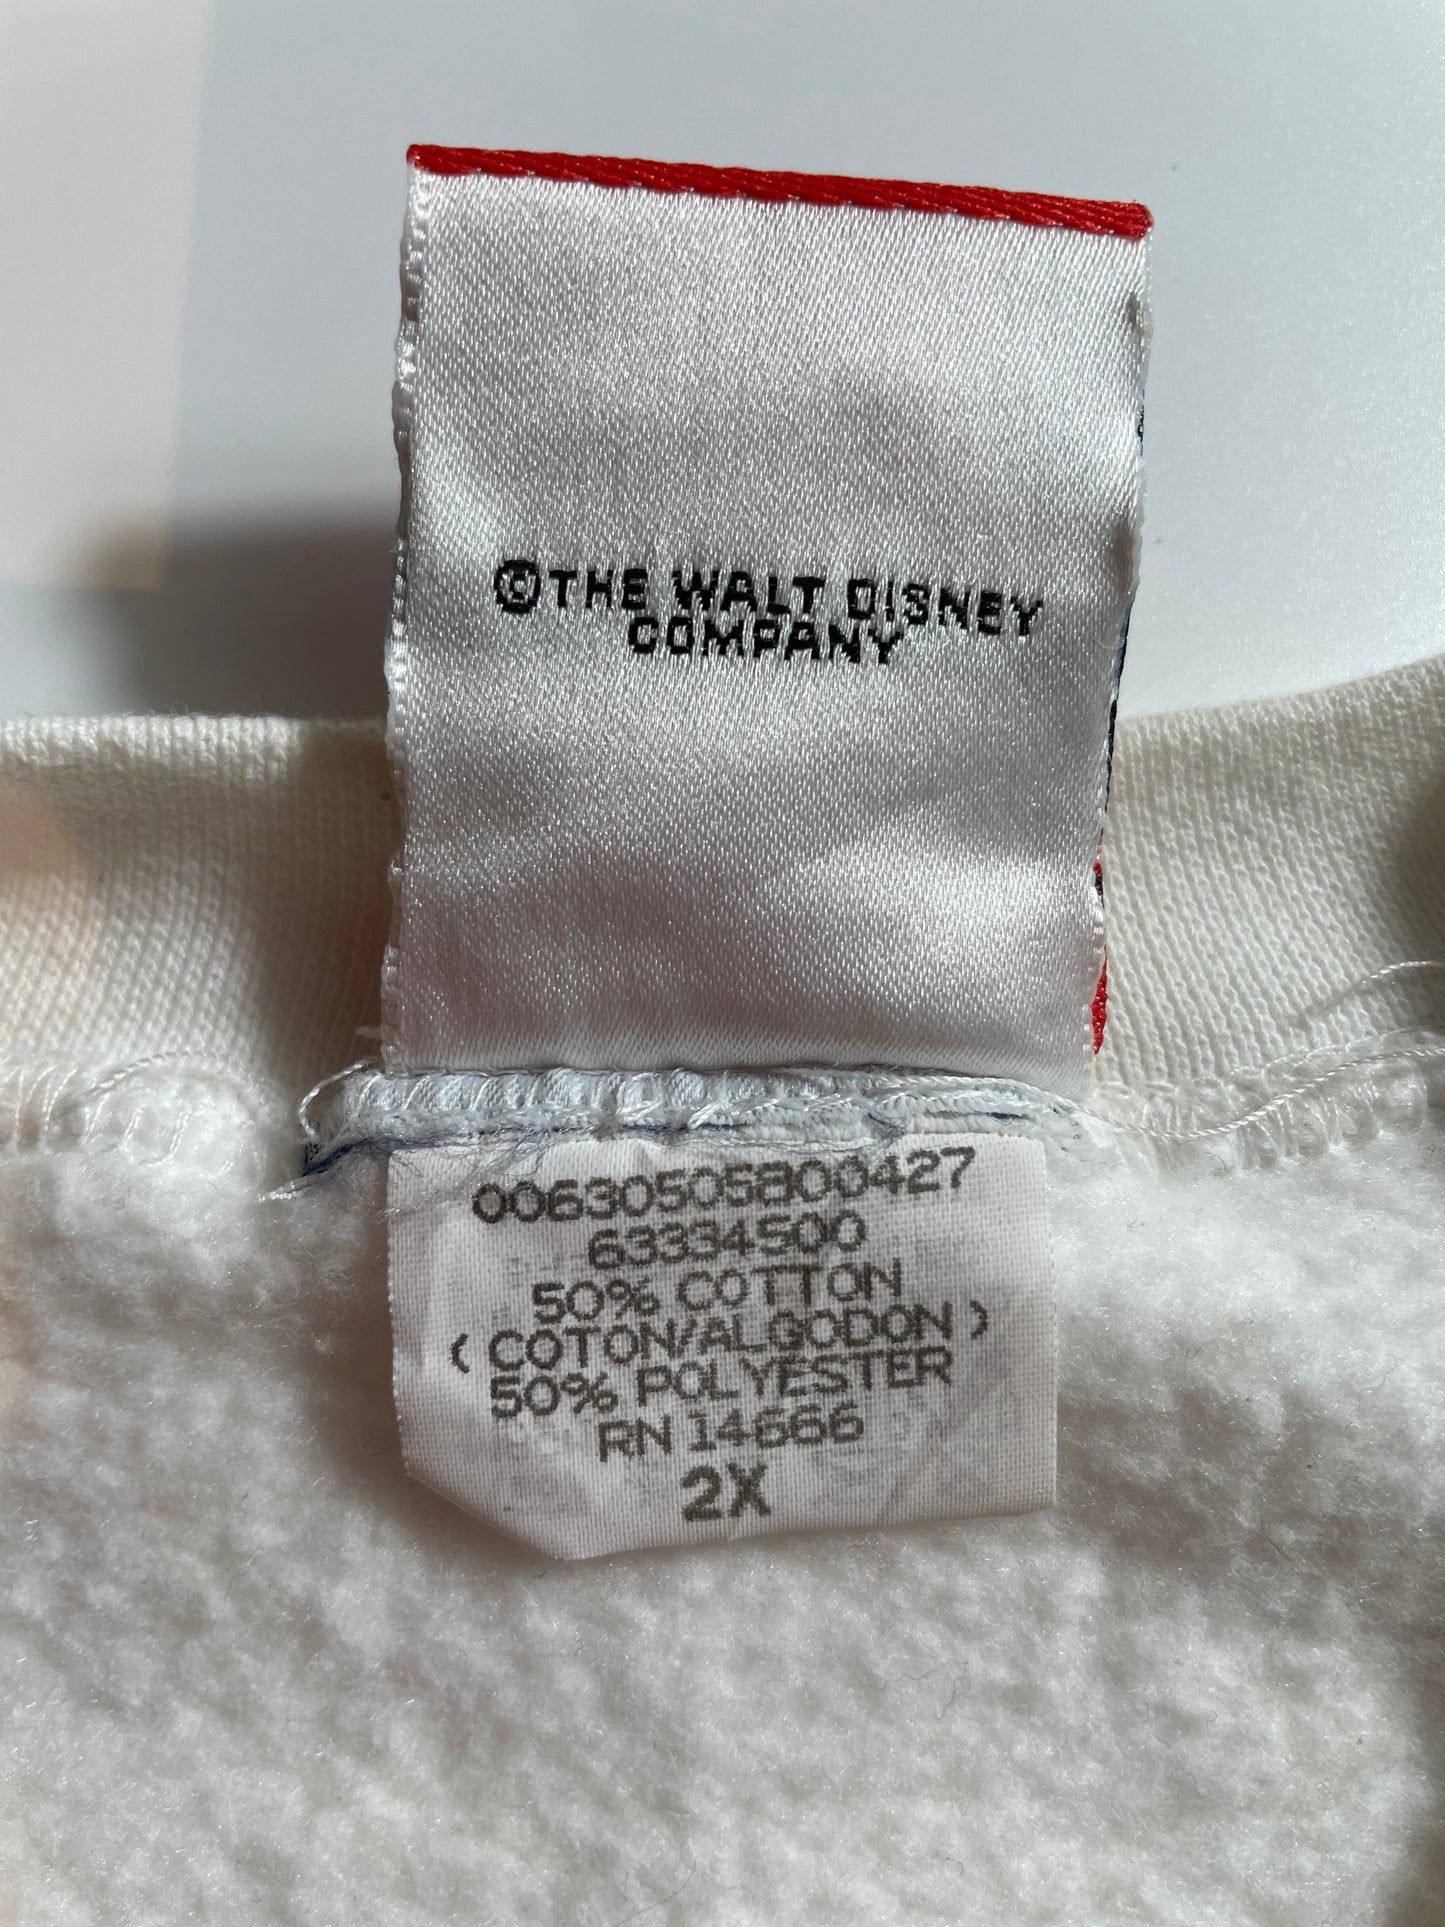 ©THE WALT DISNEY
COMPANY
00630505800427
63334500
50% COTTON
(COTON/ALGODON)
50% POLYESTER
RN 14666
2X